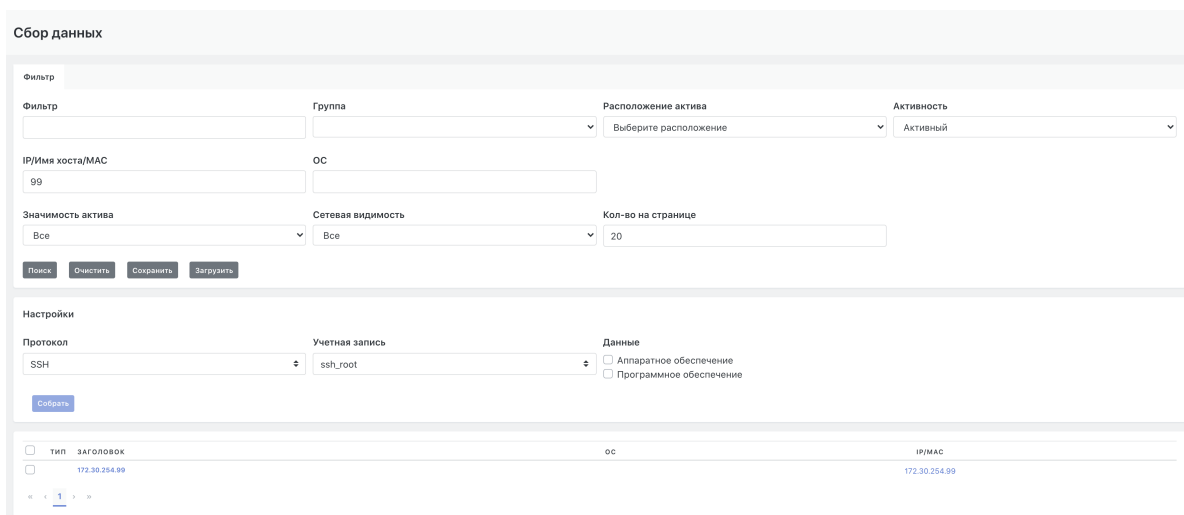 Сбор данных
Фильтр
Фильтр Группа Расположение актива Активность
Выберите расположение Активный
IP/Имя хоста/MAC ОС
99
Значимость актива Сетевая видимость Кол-во на странице
Все Все 20
Поиск Очистить Сохранить Загрузить
Настройки
Протокол Учетная запись Данные
SSH ssh_root Аппаратное обеспечение
Программное обеспечение
Собрать
ТИП ЗАГОЛОВОК ОС IP/MAC
172.30.254.99 172.30.254.99
« ‹ 1 › »